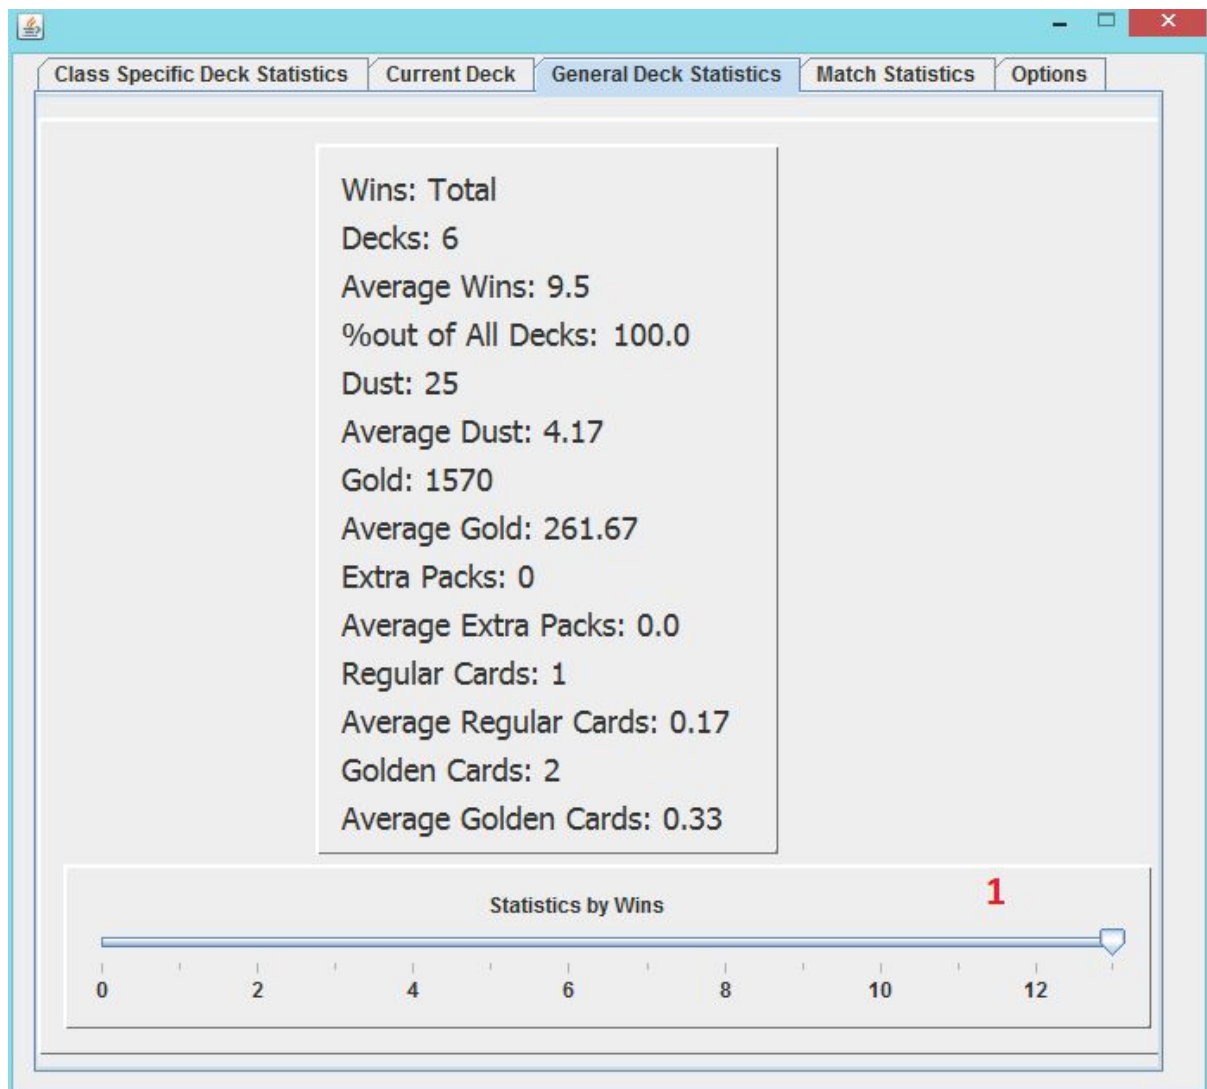 Class Specific Deck Statistics Current Deck General Deck Statistics Match Statistics Options
Wins: Total
Decks: 6
Average Wins: 9.5
%out of All Decks: 100.0
Dust: 25
Average Dust: 4.17
Gold: 1570
Average Gold: 261.67
Extra Packs: 0
Average Extra Packs: 0.0
Regular Cards: 1
Average Regular Cards: 0.17
Golden Cards: 2
Average Golden Cards: 0.33
1
Statistics by Wins
0 2 4 6 8 10 12